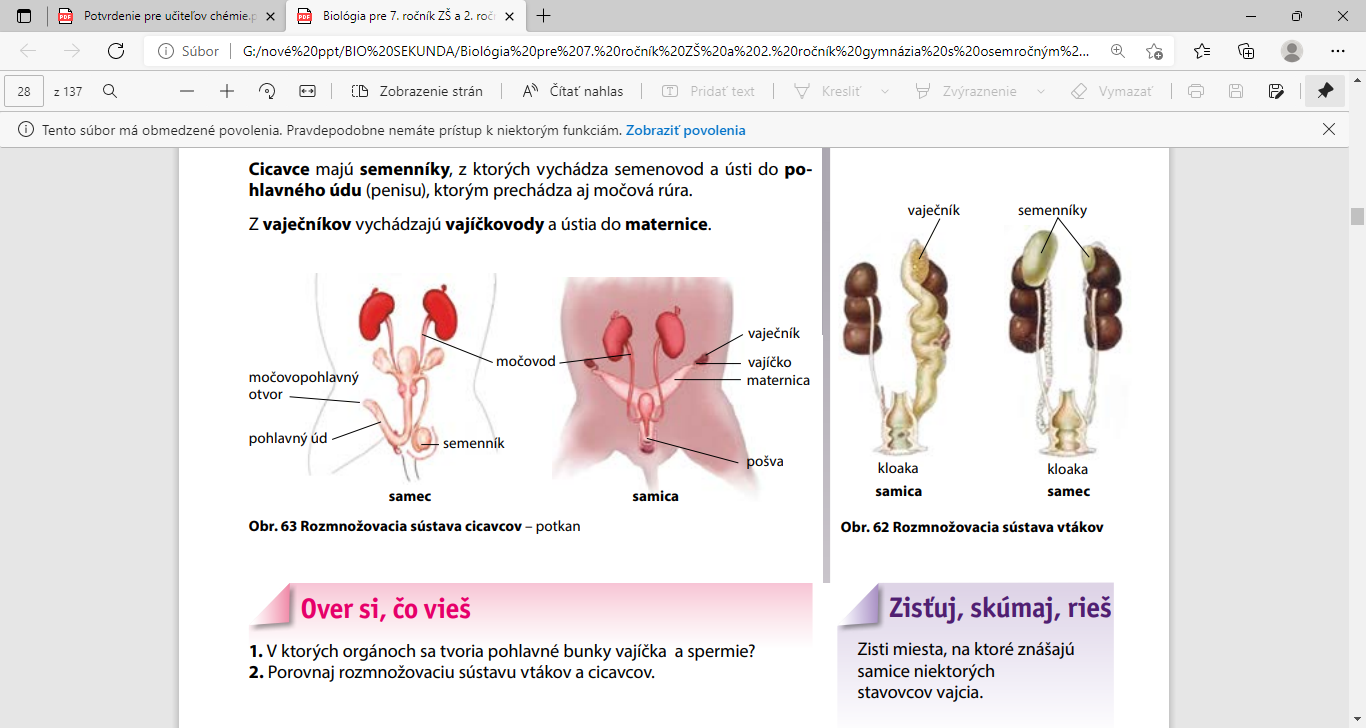 Potvrdenie pre učiteľov chémie.p
Biológia pre 7. ročník ZŠ a 2. roč
Súbor
G:/nové%20ppt/BIO%20SEKUNDA/Biológia%20pre%207.%20ročník%20ZŠ%20a%202.%20ročník%20gymnázia%20s%20osemročným%2...
28
z 137
Zobrazenie strán
Čítať nahlas
Pridať text
Kresliť
Zvýraznenie
Vymazať
Tento súbor má obmedzené povolenia. Pravdepodobne nemáte prístup k niektorým funkciám. Zobraziť povolenia
Cicavce majú semenníky, z ktorých vychádza semenovod a ústi do po-
hlavného údu (penisu), ktorým prechádza aj močová rúra.
Z vaječníkov vychádzajú vajíčkovody a ústia do maternice.
močovod
močovopohlavný
otvor
pohlavný úd
semenník
samec
vaječník
vajíčko
maternica
pošva
samica
Obr. 63 Rozmnožovacia sústava cicavcov – potkan
vaječník
semenníky
kloaka
samica
kloaka
samec
Obr. 62 Rozmnožovacia sústava vtákov
Over si, čo vieš
1. V ktorých orgánoch sa tvoria pohlavné bunky vajíčka a spermie?
2. Porovnaj rozmnožovaciu sústavu vtákov a cicavcov.
Zisťuj, skúmaj, rieš
Zisti miesta, na ktoré znášajú
samice niektorých
stavovcov vajcia.